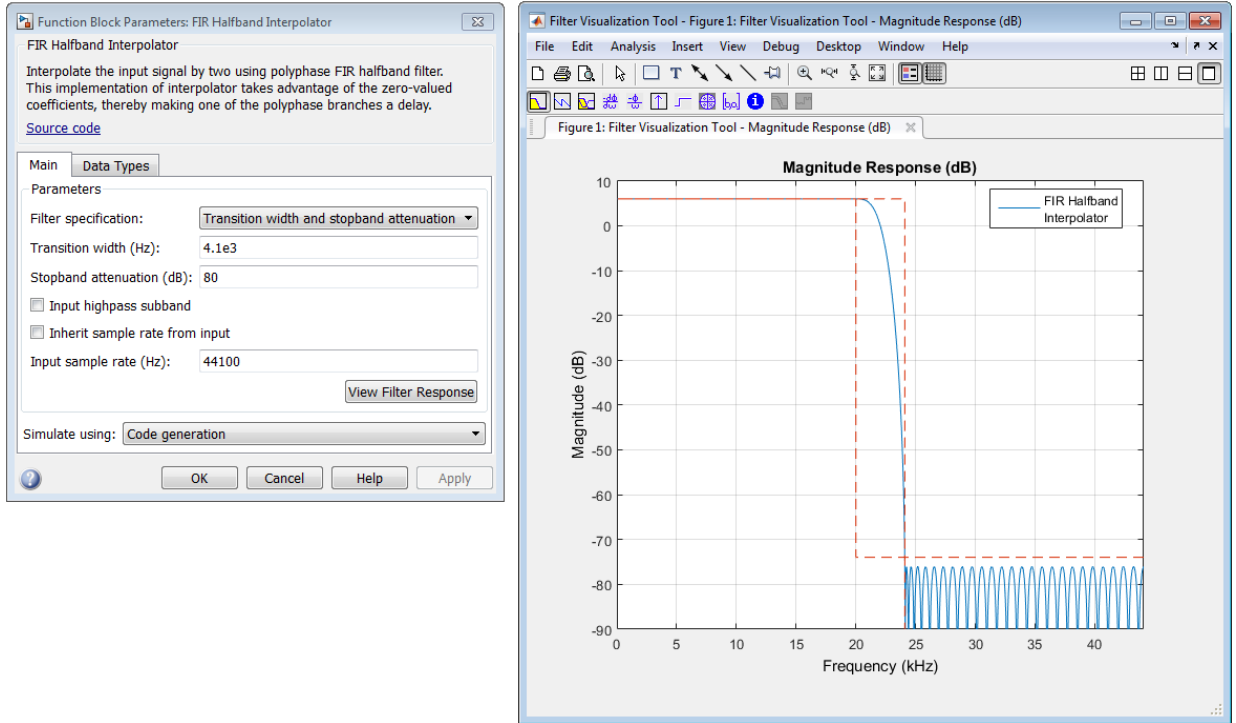 Function Block Parameters: FIR Halfband Interpolator
FIR Halfband Interpolator
Interpolate the input signal by two using polyphase FIR halfband filter.
This implementation of interpolator takes advantage of the zero-valued
coefficients, thereby making one of the polyphase branches a delay.
Source code
Main Data Types
Parameters
Filter specification: Transition width and stopband attenuation
Transition width (Hz): 4.1e3
Stopband attenuation (dB): 80
Input highpass subband
Inherit sample rate from input
Input sample rate (Hz): 44100
View Filter Response
Simulate using: Code generation
OK Cancel Help Apply
Filter Visualization Tool - Figure 1: Filter Visualization Tool - Magnitude Response (dB)
File Edit Analysis Insert View Debug Desktop Window Help
Figure 1: Filter Visualization Tool - Magnitude Response (dB)
Magnitude Response (dB)
FIR Halfband
Interpolator
10
0
-10
-20
-30
-40
-50
-60
-70
-80
-90
Magnitude (dB)
0 5 10 15 20 25 30 35 40
Frequency (kHz)